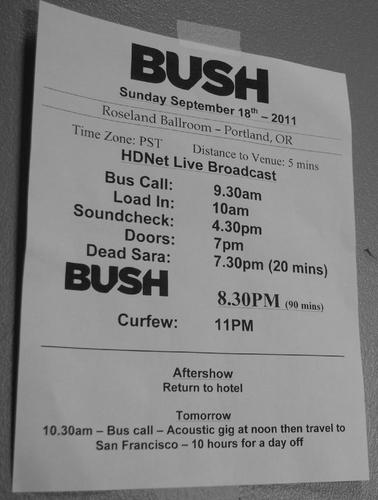 BUSH
Sunday September 18th – 2011
Roseland Ballroom – Portland, OR
Time Zone: PST Distance to Venue: 5 mins
HDNet Live Broadcast
Bus Call: 9.30am
Load In: 10am
Soundcheck: 4.30pm
Doors: 7pm
Dead Sara: 7.30pm (20 mins)
BUSH 8.30PM (90 mins)
Curfew: 11PM
Aftershow
Return to hotel
Tomorrow
10.30am – Bus call – Acoustic gig at noon then travel to
San Francisco – 10 hours for a day off